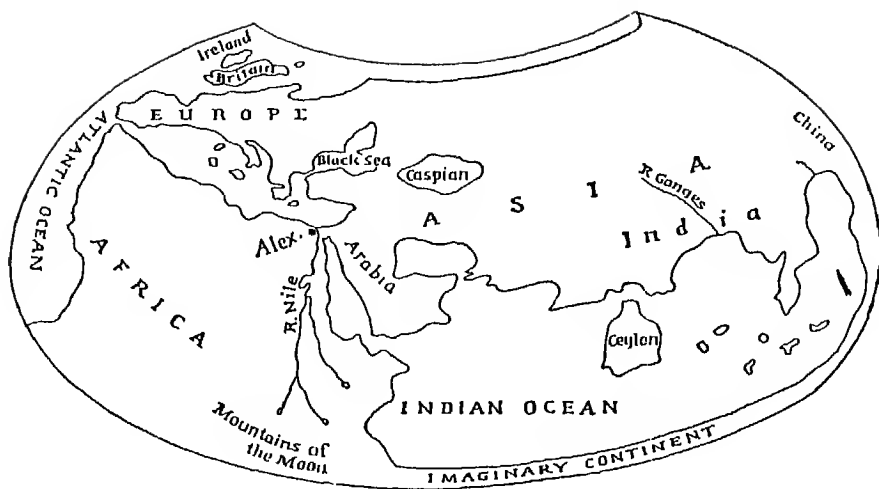 Ireland
Britain
EUROPE
ATLANTIC OCEAN
Black Sea
Caspian
China
ASIA
R Ganges
India
Alex.
Arabia
AFRICA
R. Nile
Ceylon
INDIAN OCEAN
Mountains of
the Moon
IMAGINARY CONTINENT